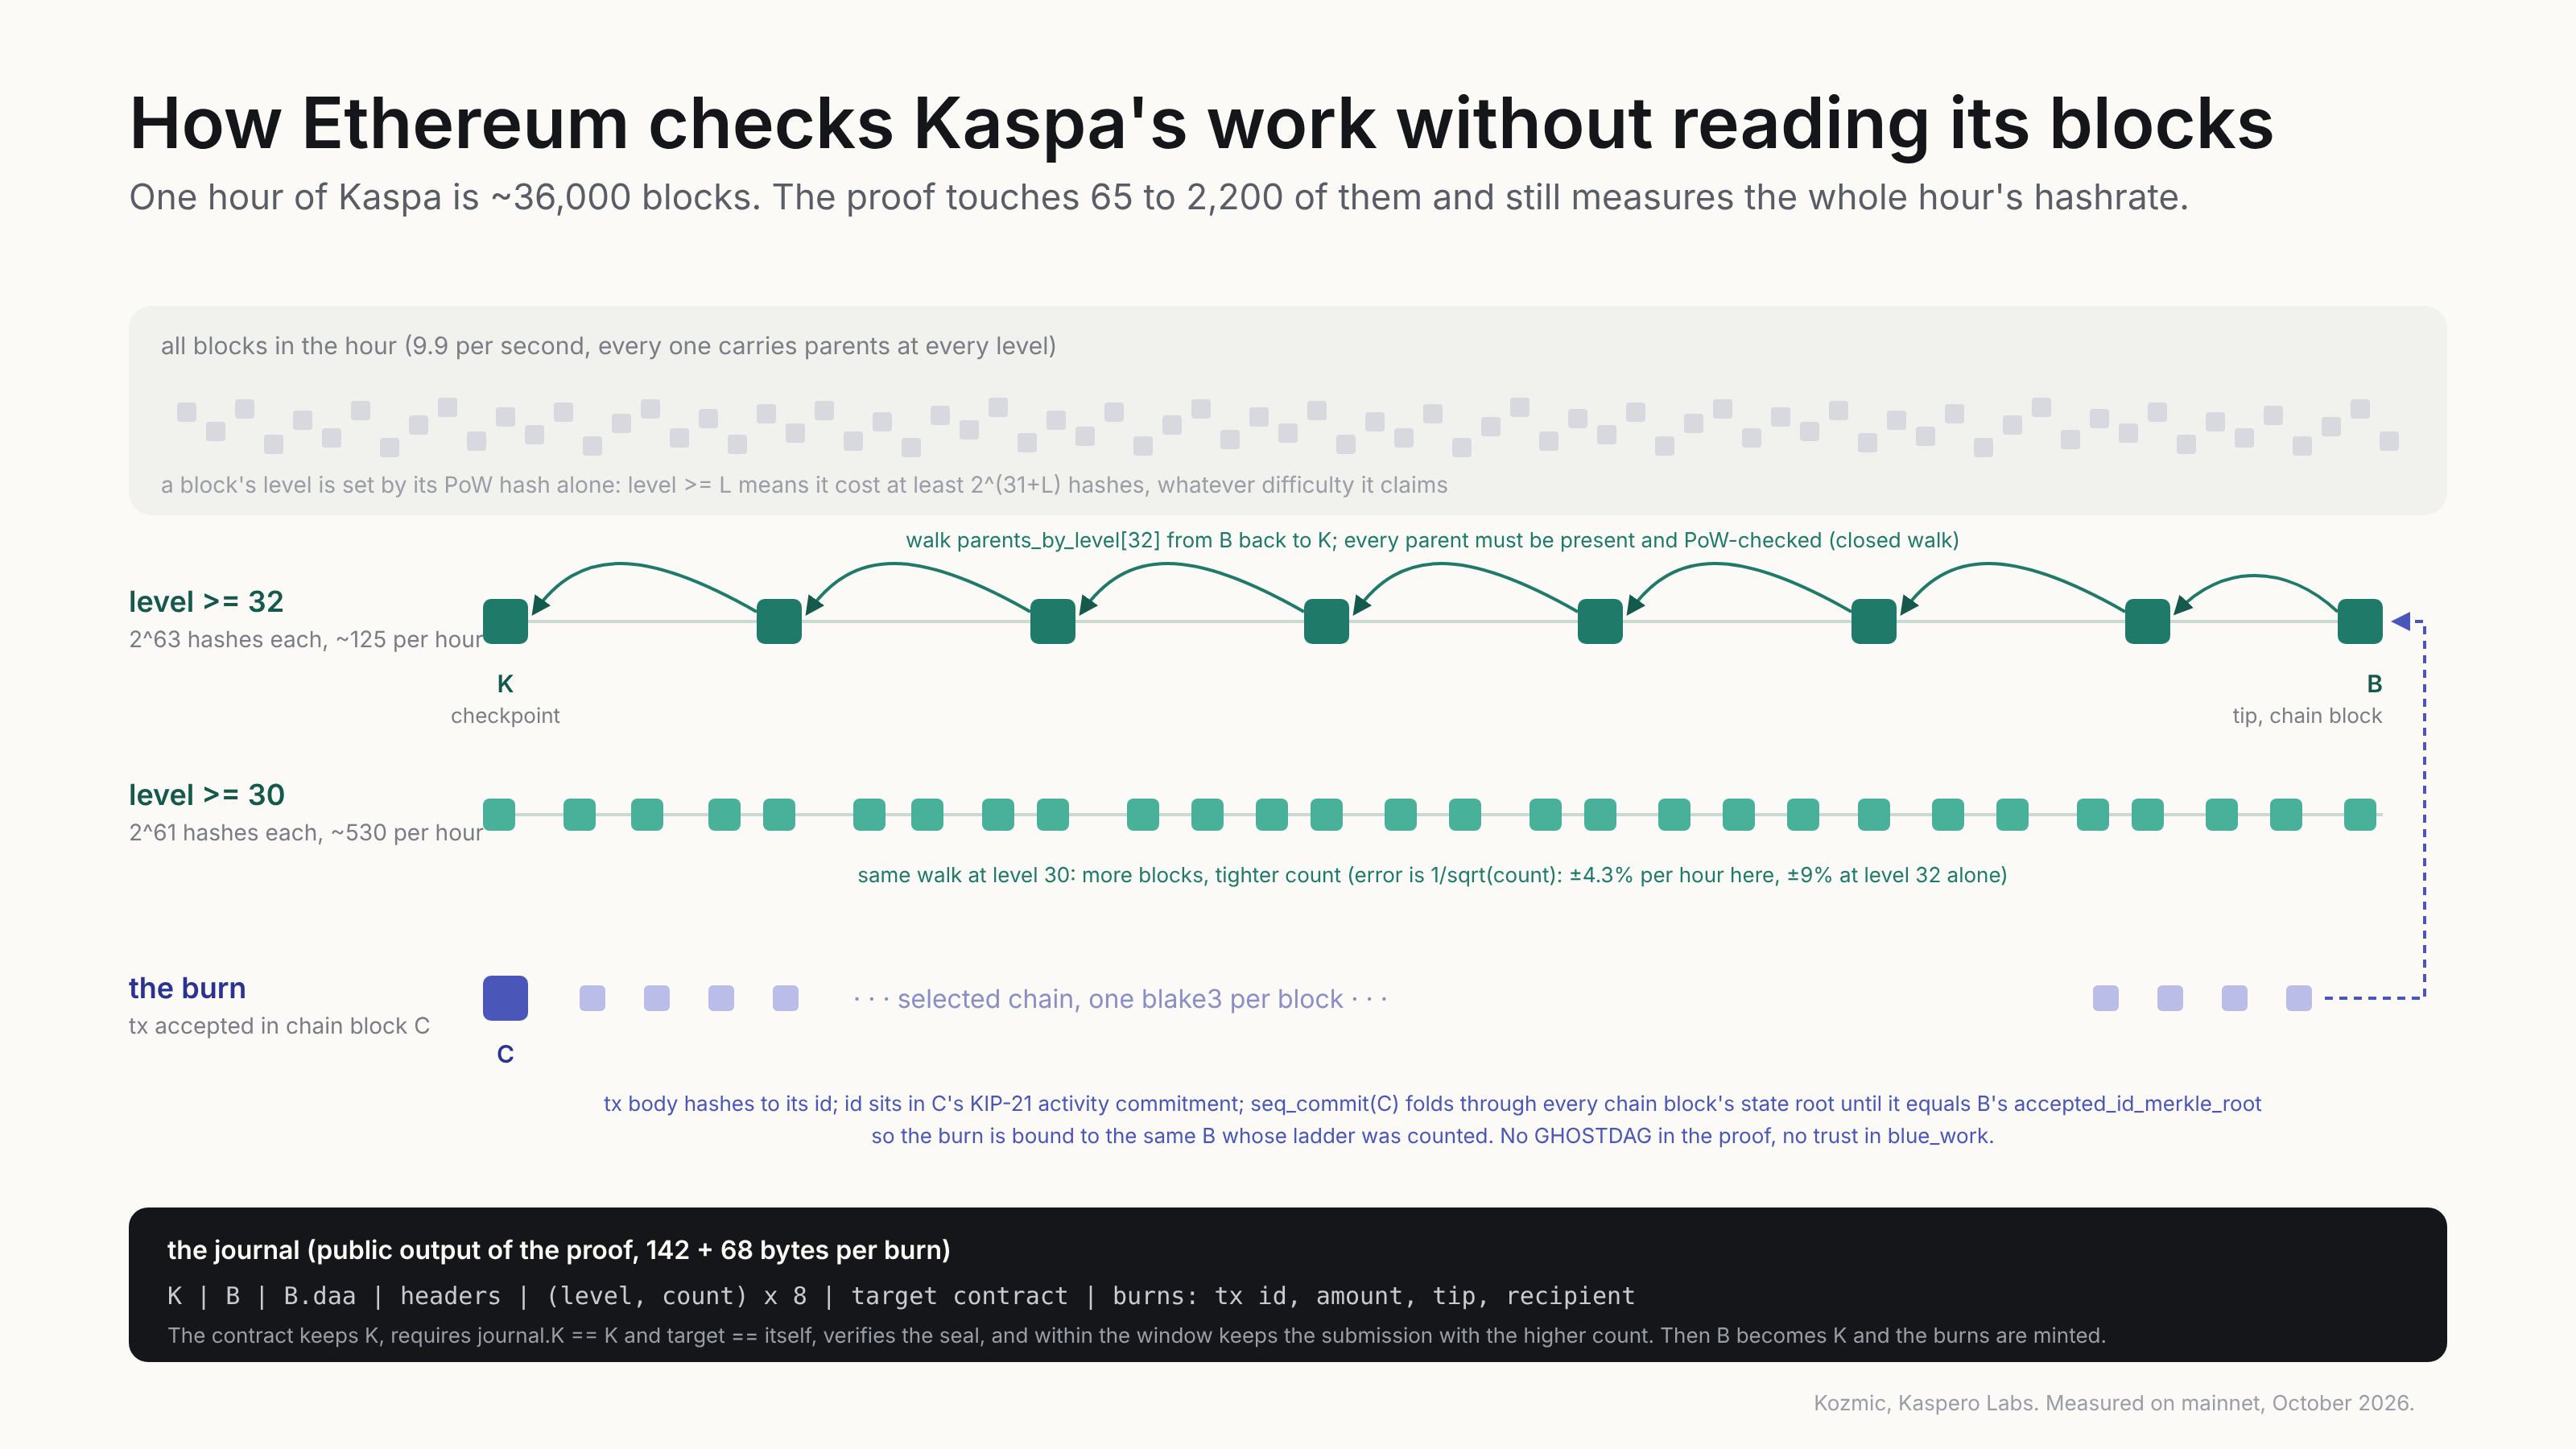 How Ethereum checks Kaspa's work without reading its blocks
One hour of Kaspa is ~36,000 blocks. The proof touches 65 to 2,200 of them and still measures the whole hour's hashrate.
all blocks in the hour (9.9 per second, every one carries parents at every level)
a block's level is set by its PoW hash alone: level >= L means it cost at least 2^(31+L) hashes, whatever difficulty it claims
walk parents_by_level[32] from B back to K; every parent must be present and PoW-checked (closed walk)
level >= 32
2^63 hashes each, ~125 per hour
K
B
checkpoint
tip, chain block
level >= 30
2^61 hashes each, ~530 per hour
same walk at level 30: more blocks, tighter count (error is 1/sqrt(count): ±4.3% per hour here, ±9% at level 32 alone)
the burn
tx accepted in chain block C
· · · selected chain, one blake3 per block · · ·
C
tx body hashes to its id; id sits in C's KIP-21 activity commitment; seq_commit(C) folds through every chain block's state root until it equals B's accepted_id_merkle_root
so the burn is bound to the same B whose ladder was counted. No GHOSTDAG in the proof, no trust in blue_work.
the journal (public output of the proof, 142 + 68 bytes per burn)
K | B | B.daa | headers | (level, count) x 8 | target contract | burns: tx id, amount, tip, recipient
The contract keeps K, requires journal.K == K and target == itself, verifies the seal, and within the window keeps the submission with the higher count. Then B becomes K and the burns are minted.
Kozmic, Kaspero Labs. Measured on mainnet, October 2026.